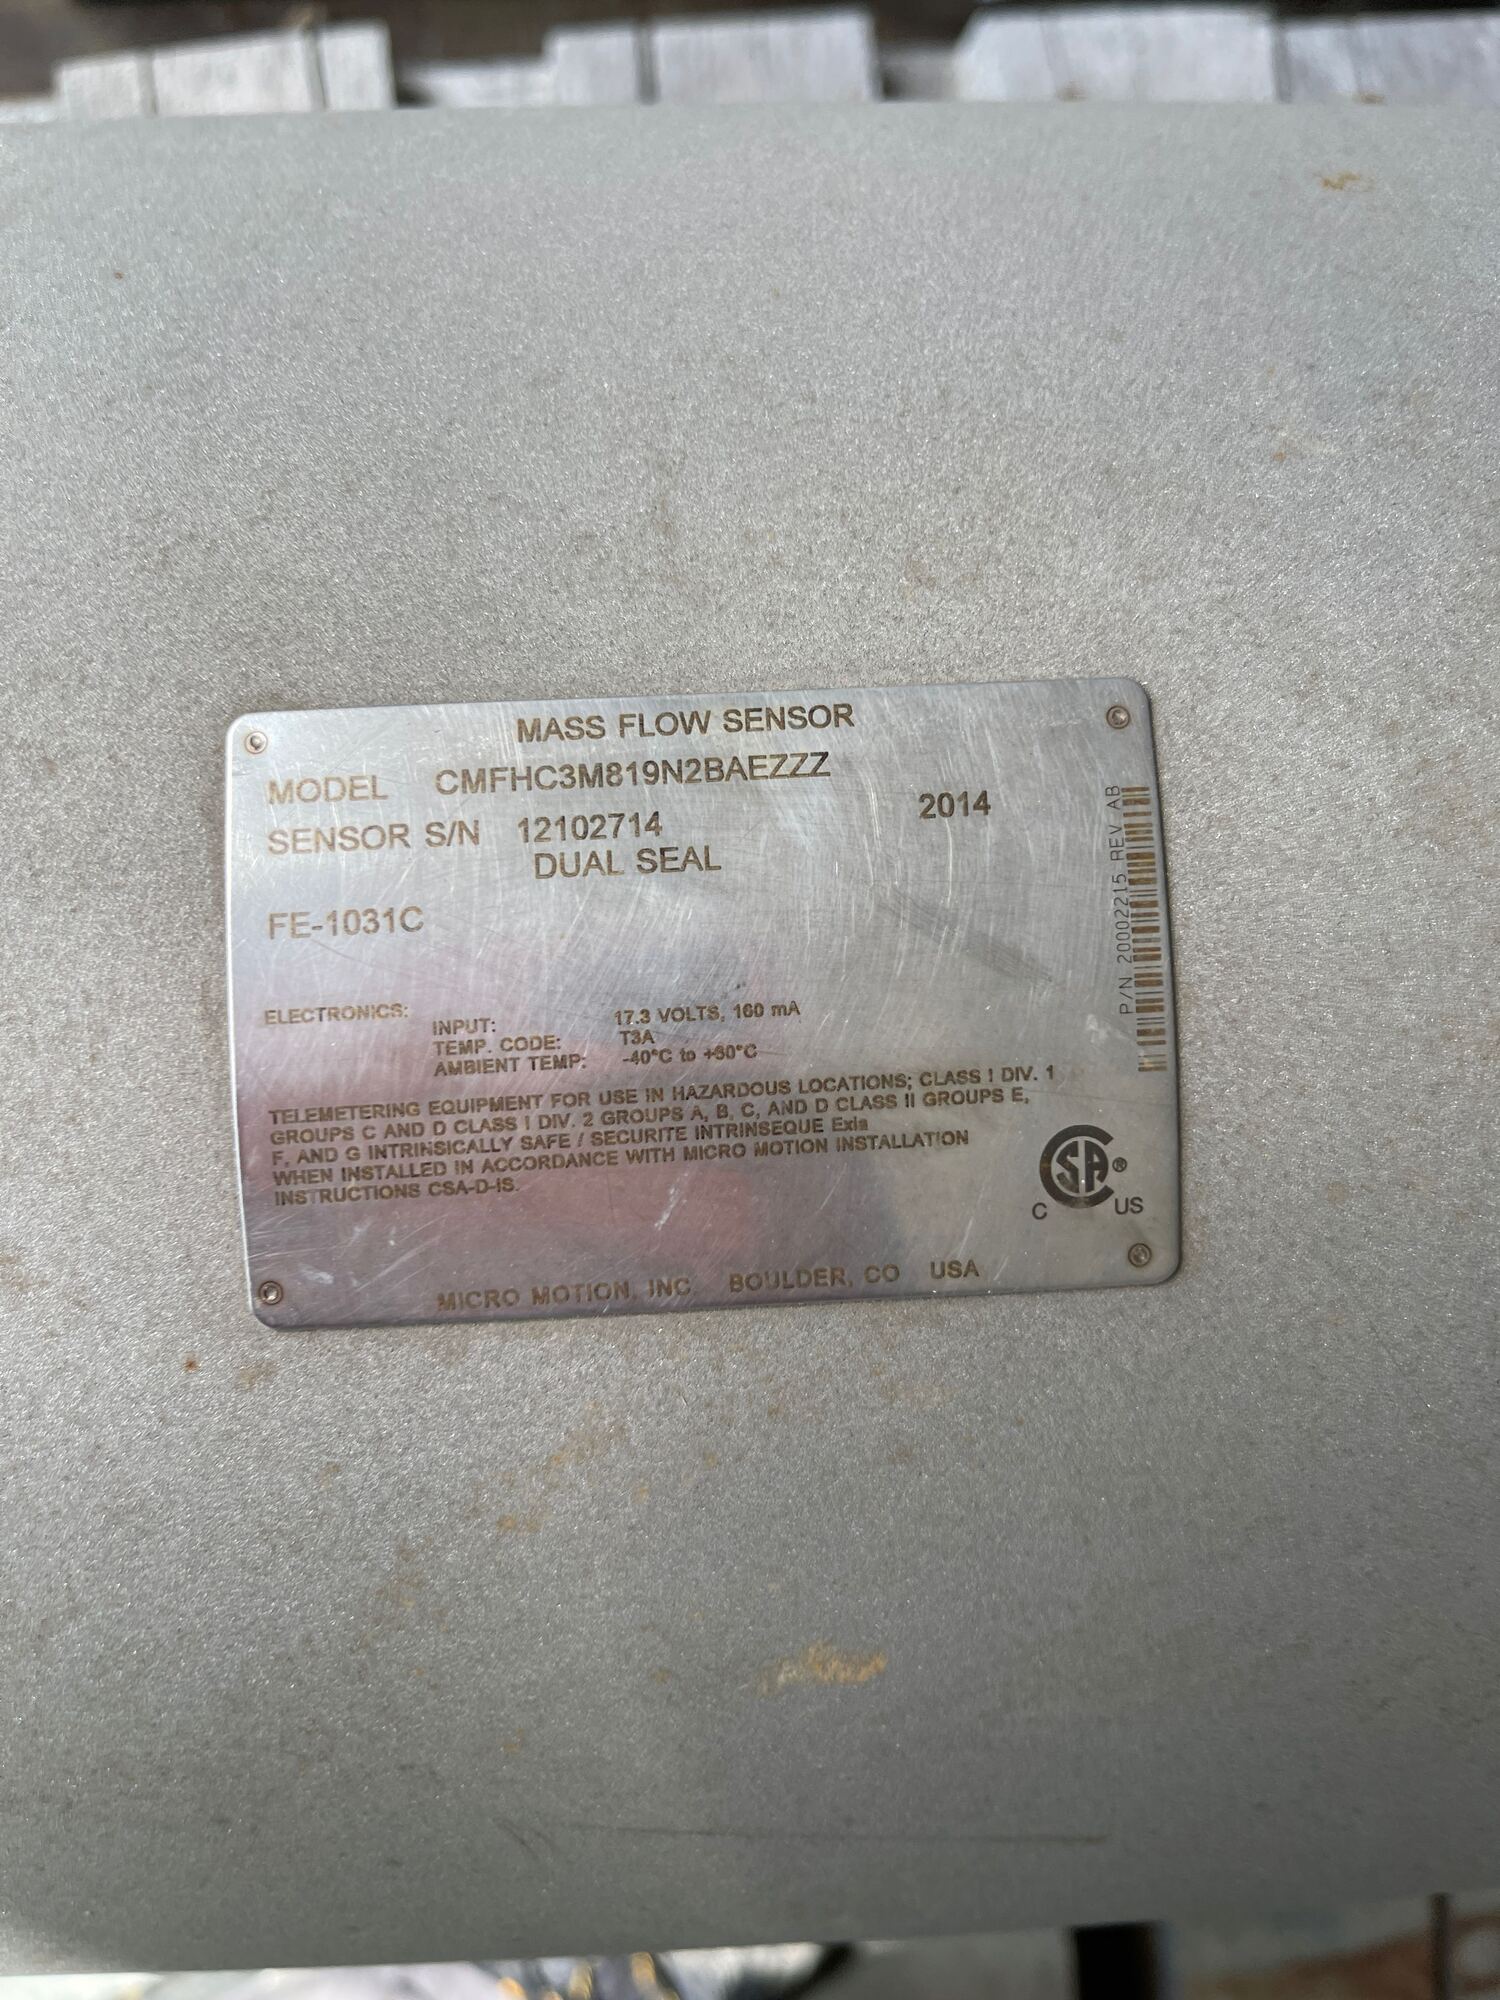 MASS FLOW SENSOR
MODEL CMFHC3M819N2BAEZZZ
2014
SENSOR S/N 12102714
DUAL SEAL
FE-1031C
ELECTRONICS:
INPUT: 17.3 VOLTS, 160 mA
TEMP. CODE: T3A
AMBIENT TEMP: -40°C to +60°C
TELEMETERING EQUIPMENT FOR USE IN HAZARDOUS LOCATIONS; CLASS I DIV. 1
GROUPS C AND D CLASS I DIV. 2 GROUPS A, B, C, AND D CLASS II GROUPS E,
F, AND G INTRINSICALLY SAFE / SECURITE INTRINSEQUE Exia
WHEN INSTALLED IN ACCORDANCE WITH MICRO MOTION INSTALLATION
INSTRUCTIONS CSA-D-IS.
CSA®
C US
MICRO MOTION, INC. BOULDER, CO USA
P/N 20002215 REV AB